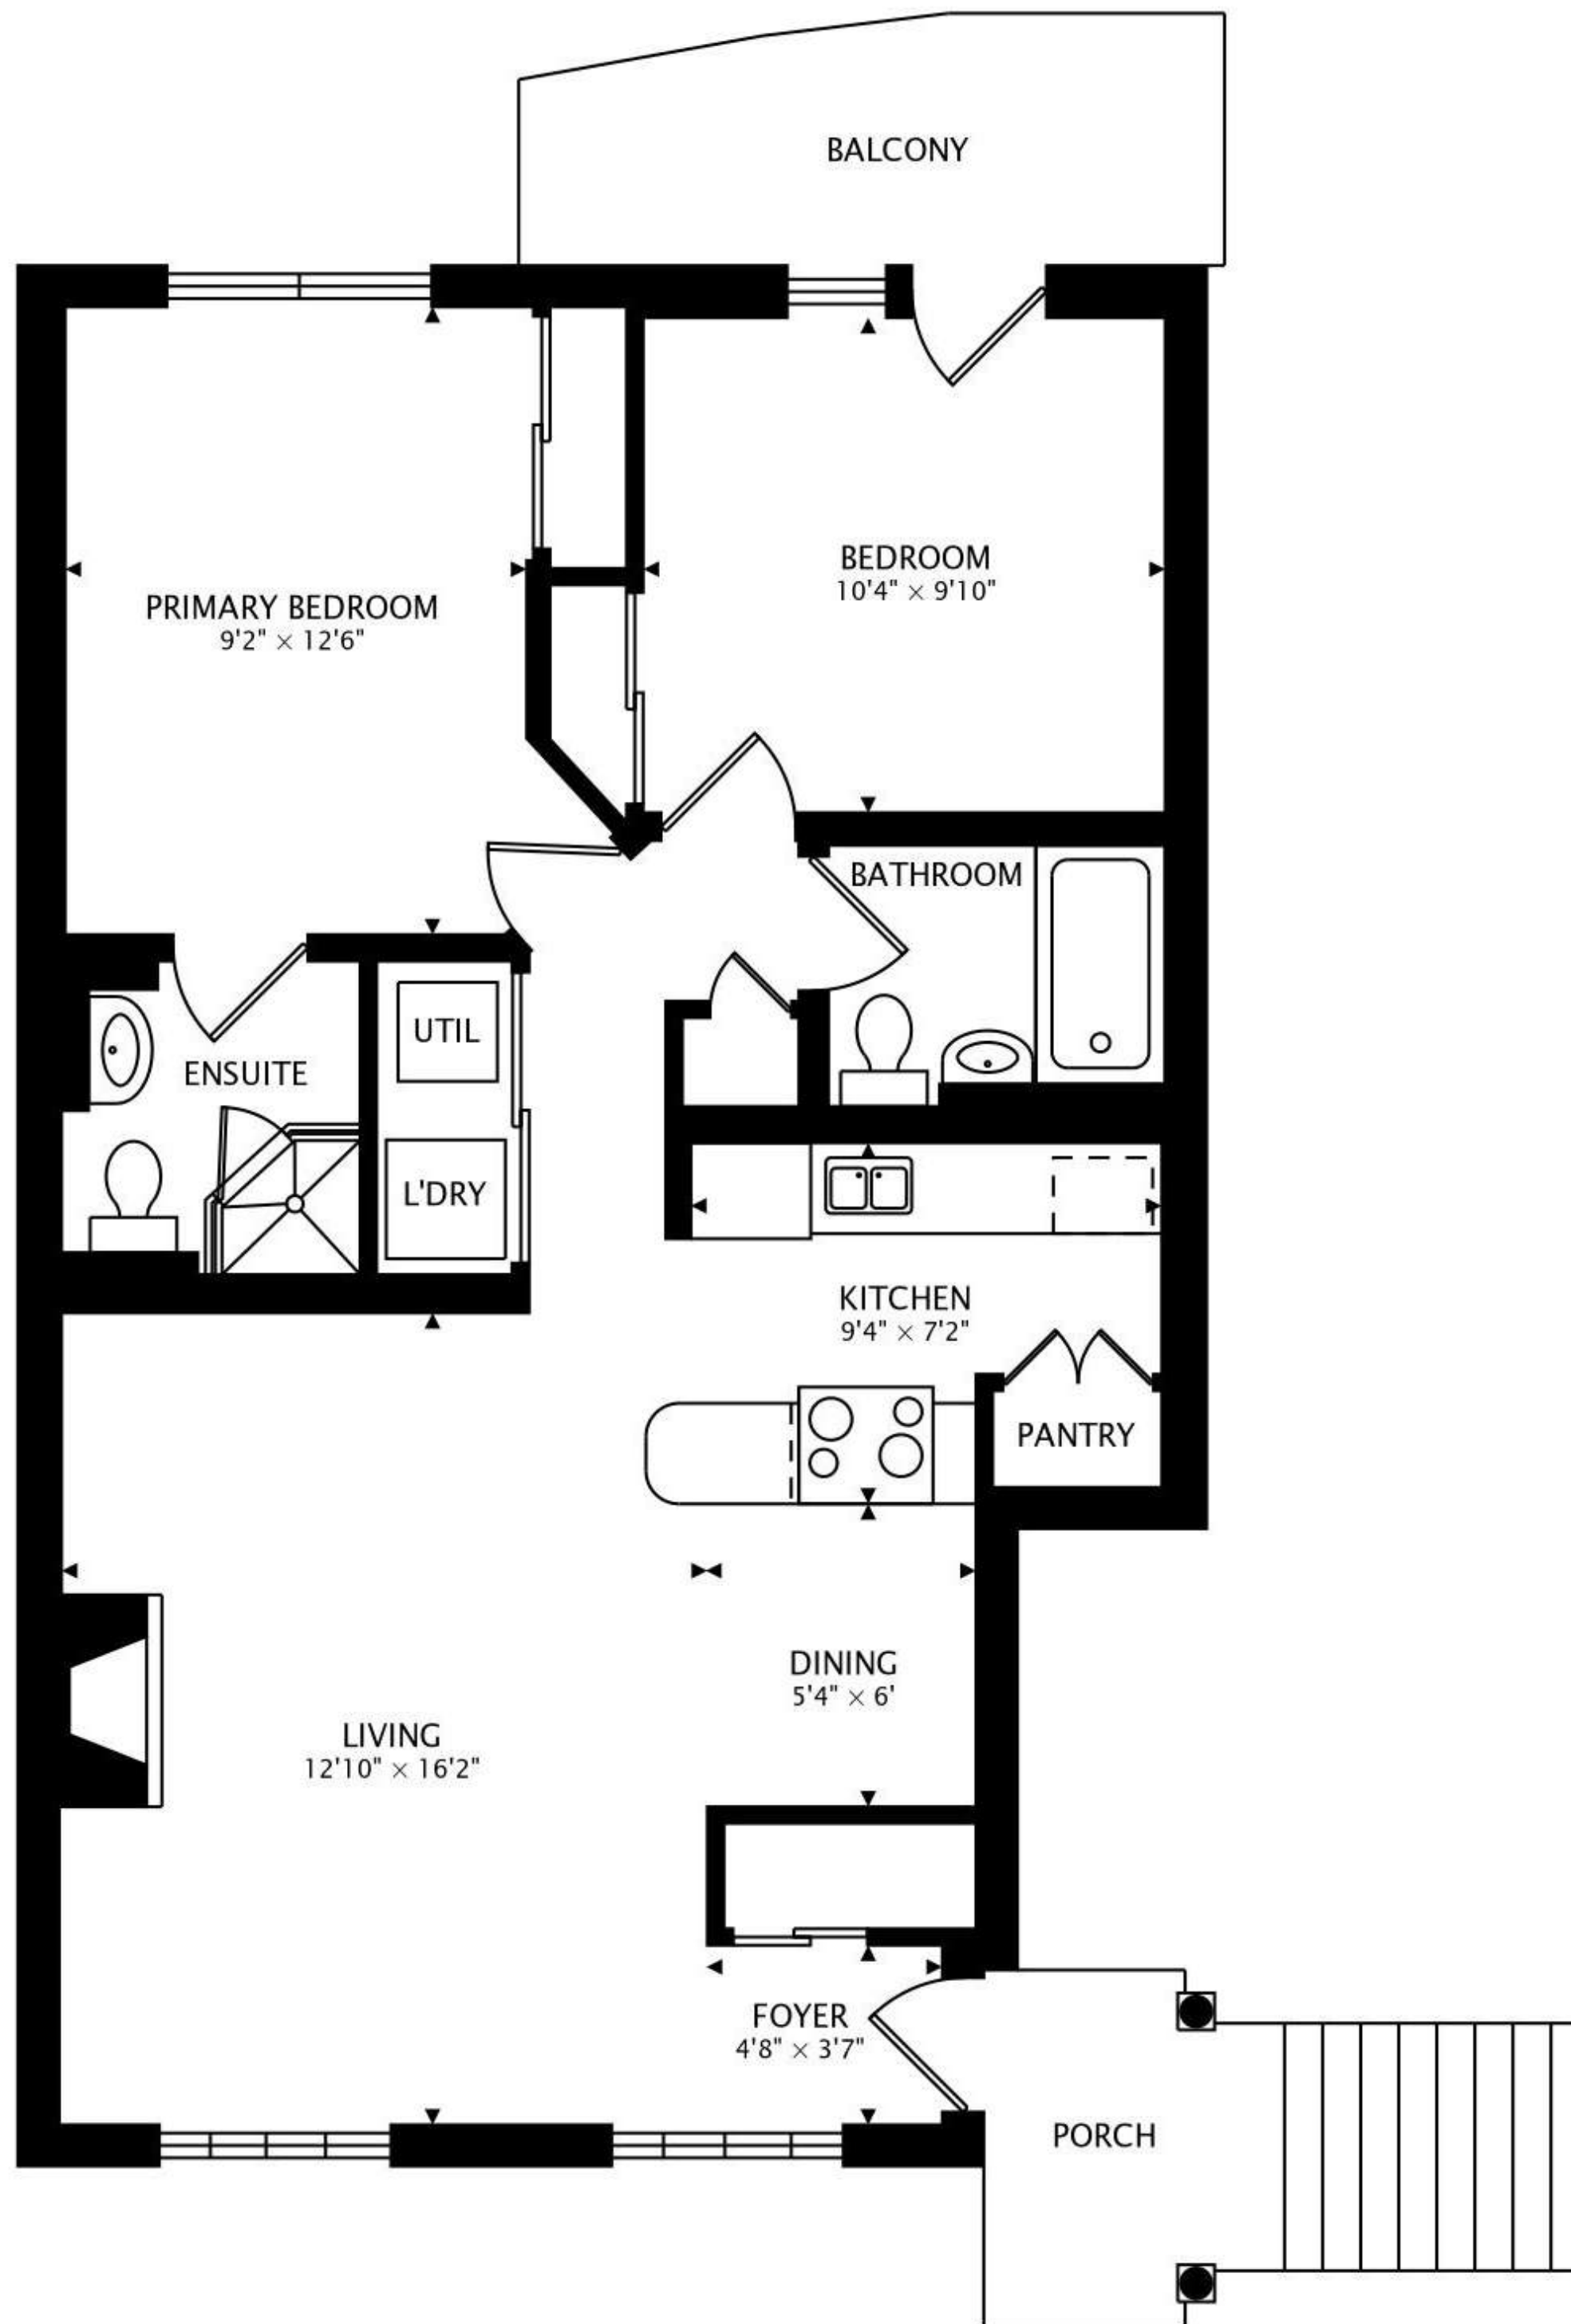 BALCONY
BEDROOM
10'4" × 9'10"
PRIMARY BEDROOM
9'2" × 12'6"
BATHROOM
UTIL
ENSUITE
L'DRY
KITCHEN
9'4" × 7'2"
PANTRY
DINING
5'4" × 6'
LIVING
12'10" × 16'2"
FOYER
4'8" × 3'7"
PORCH